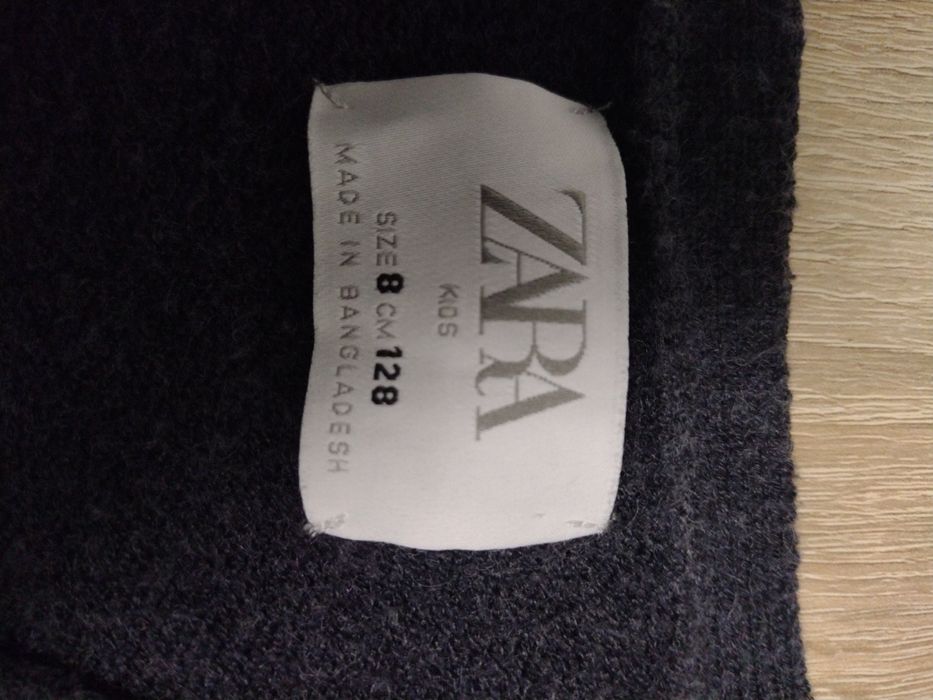 ZARA
KIDS
SIZE 8 CM 128
MADE IN BANGLADESH